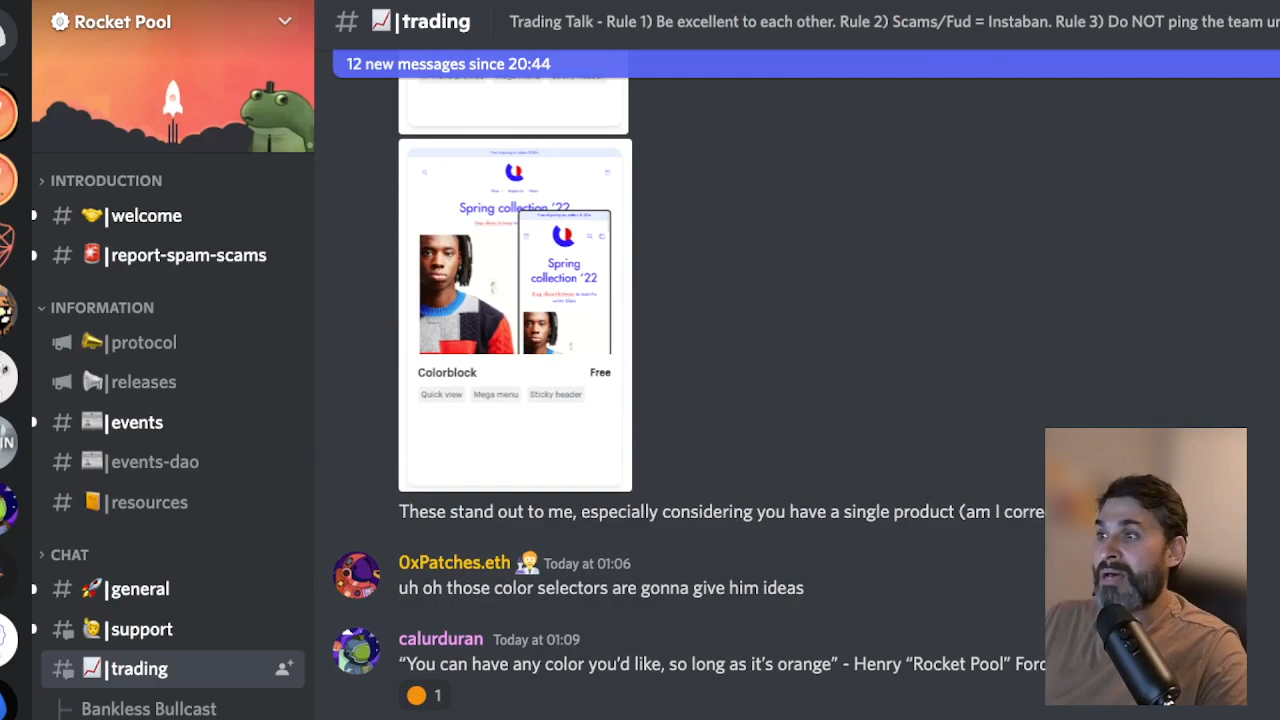 Rocket Pool
|trading
Trading Talk - Rule 1) Be excellent to each other. Rule 2) Scams/Fud = Instaban. Rule 3) Do NOT ping the team
12 new messages since 20:44
INTRODUCTION
|welcome
|report-spam-scams
INFORMATION
|protocol
|releases
|events
|events-dao
|resources
CHAT
|general
|support
|trading
Bankless Bullcast
Spring collection '22
Spring
collection '22
Colorblock
Free
Quick view
Mega menu
Sticky header
These stand out to me, especially considering you have a single product (am I
0xPatches.eth Today at 01:06
uh oh those color selectors are gonna give him ideas
calurduran Today at 01:09
“You can have any color you’d like, so long as it’s orange” - Henry “Rocket Pool”
1
IN